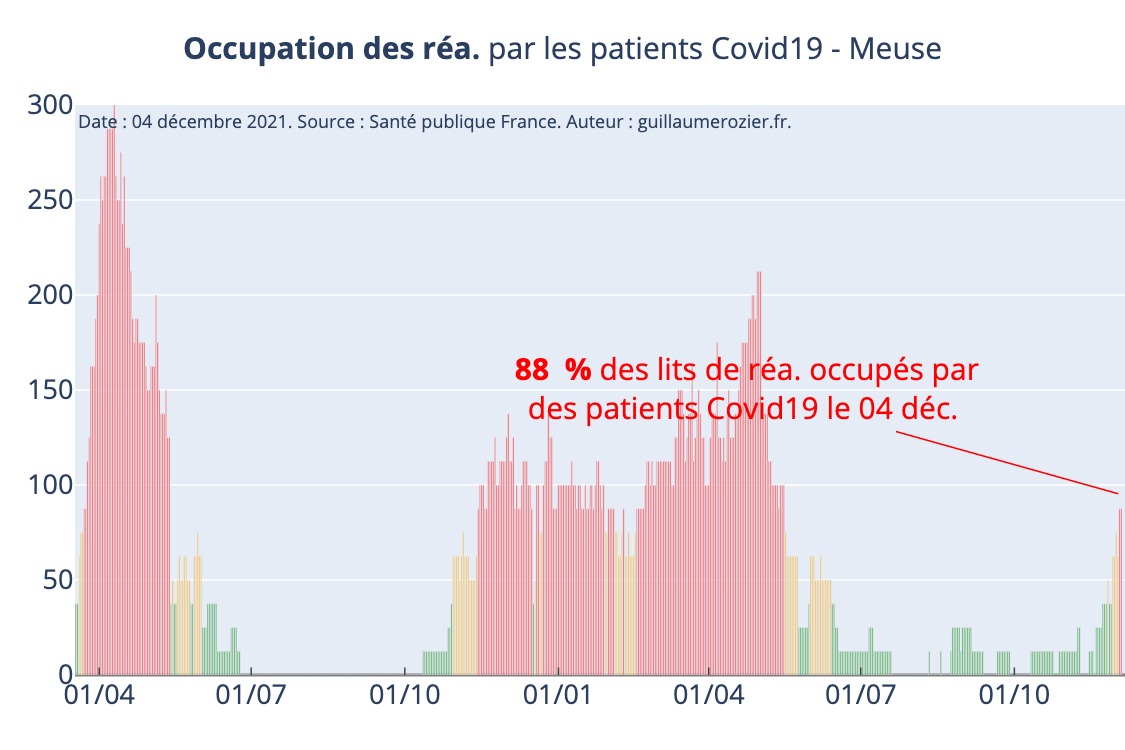 Occupation des réa. par les patients Covid19 - Meuse
300
Date : 04 décembre 2021. Source : Santé publique France. Auteur : guillaumerozier.fr.
250
200
88 % des lits de réa. occupés par
150
des patients Covid19 le 04 déc.
100
50
0
01/04 01/07 01/10 01/01 01/04 01/07 01/10